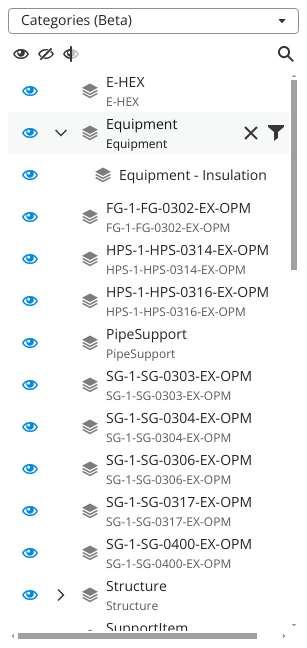 Categories (Beta)
E-HEX
E-HEX
Equipment
Equipment
Equipment - Insulation
FG-1-FG-0302-EX-OPM
FG-1-FG-0302-EX-OPM
HPS-1-HPS-0314-EX-OPM
HPS-1-HPS-0314-EX-OPM
HPS-1-HPS-0316-EX-OPM
HPS-1-HPS-0316-EX-OPM
PipeSupport
PipeSupport
SG-1-SG-0303-EX-OPM
SG-1-SG-0303-EX-OPM
SG-1-SG-0304-EX-OPM
SG-1-SG-0304-EX-OPM
SG-1-SG-0306-EX-OPM
SG-1-SG-0306-EX-OPM
SG-1-SG-0317-EX-OPM
SG-1-SG-0317-EX-OPM
SG-1-SG-0400-EX-OPM
SG-1-SG-0400-EX-OPM
Structure
Structure
SupportItem